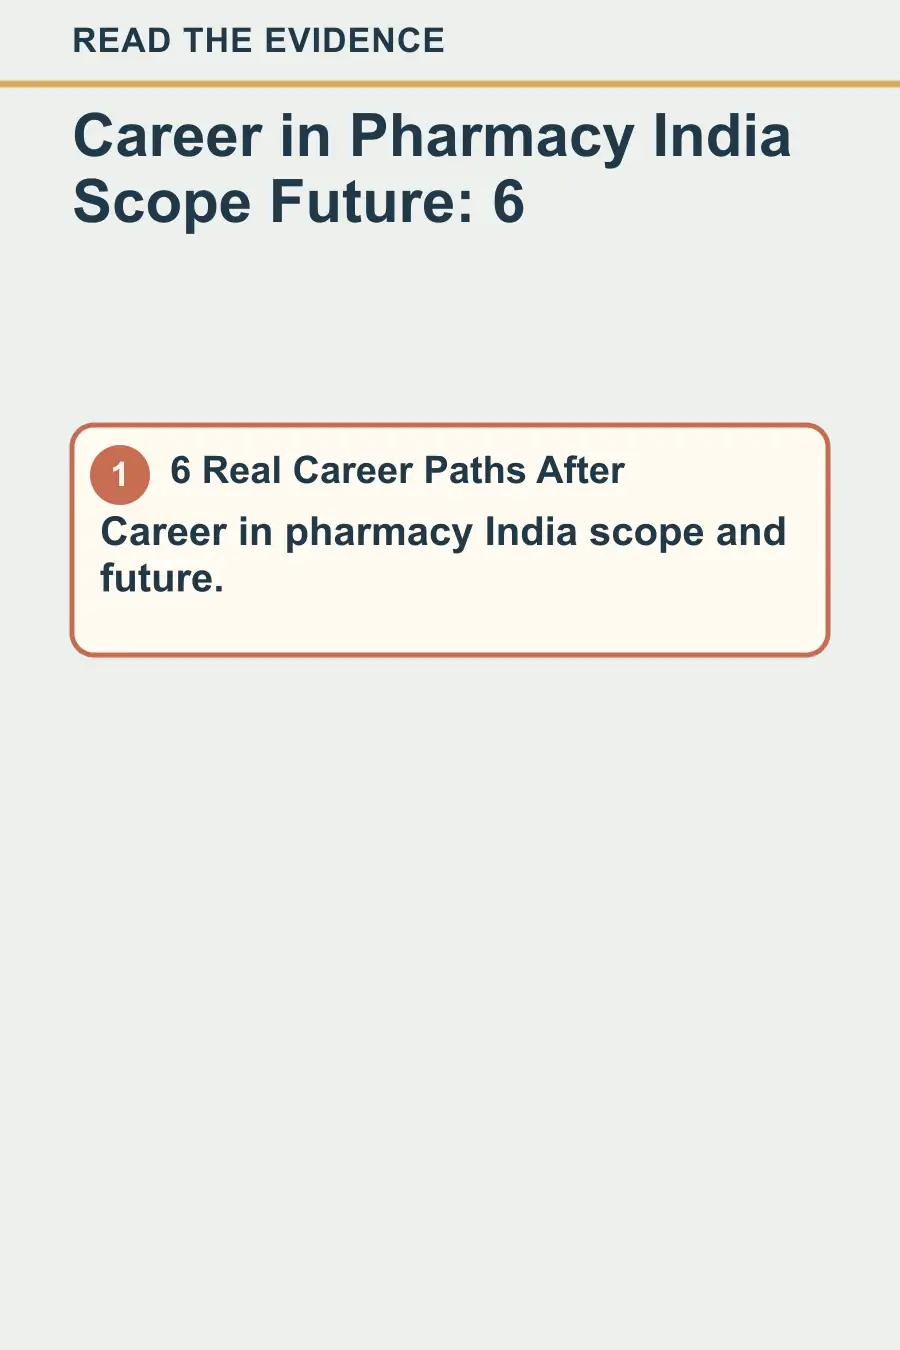 READ THE EVIDENCE
Career in Pharmacy India
Scope Future: 6
1
6 Real Career Paths After
Career in pharmacy India scope and
future.